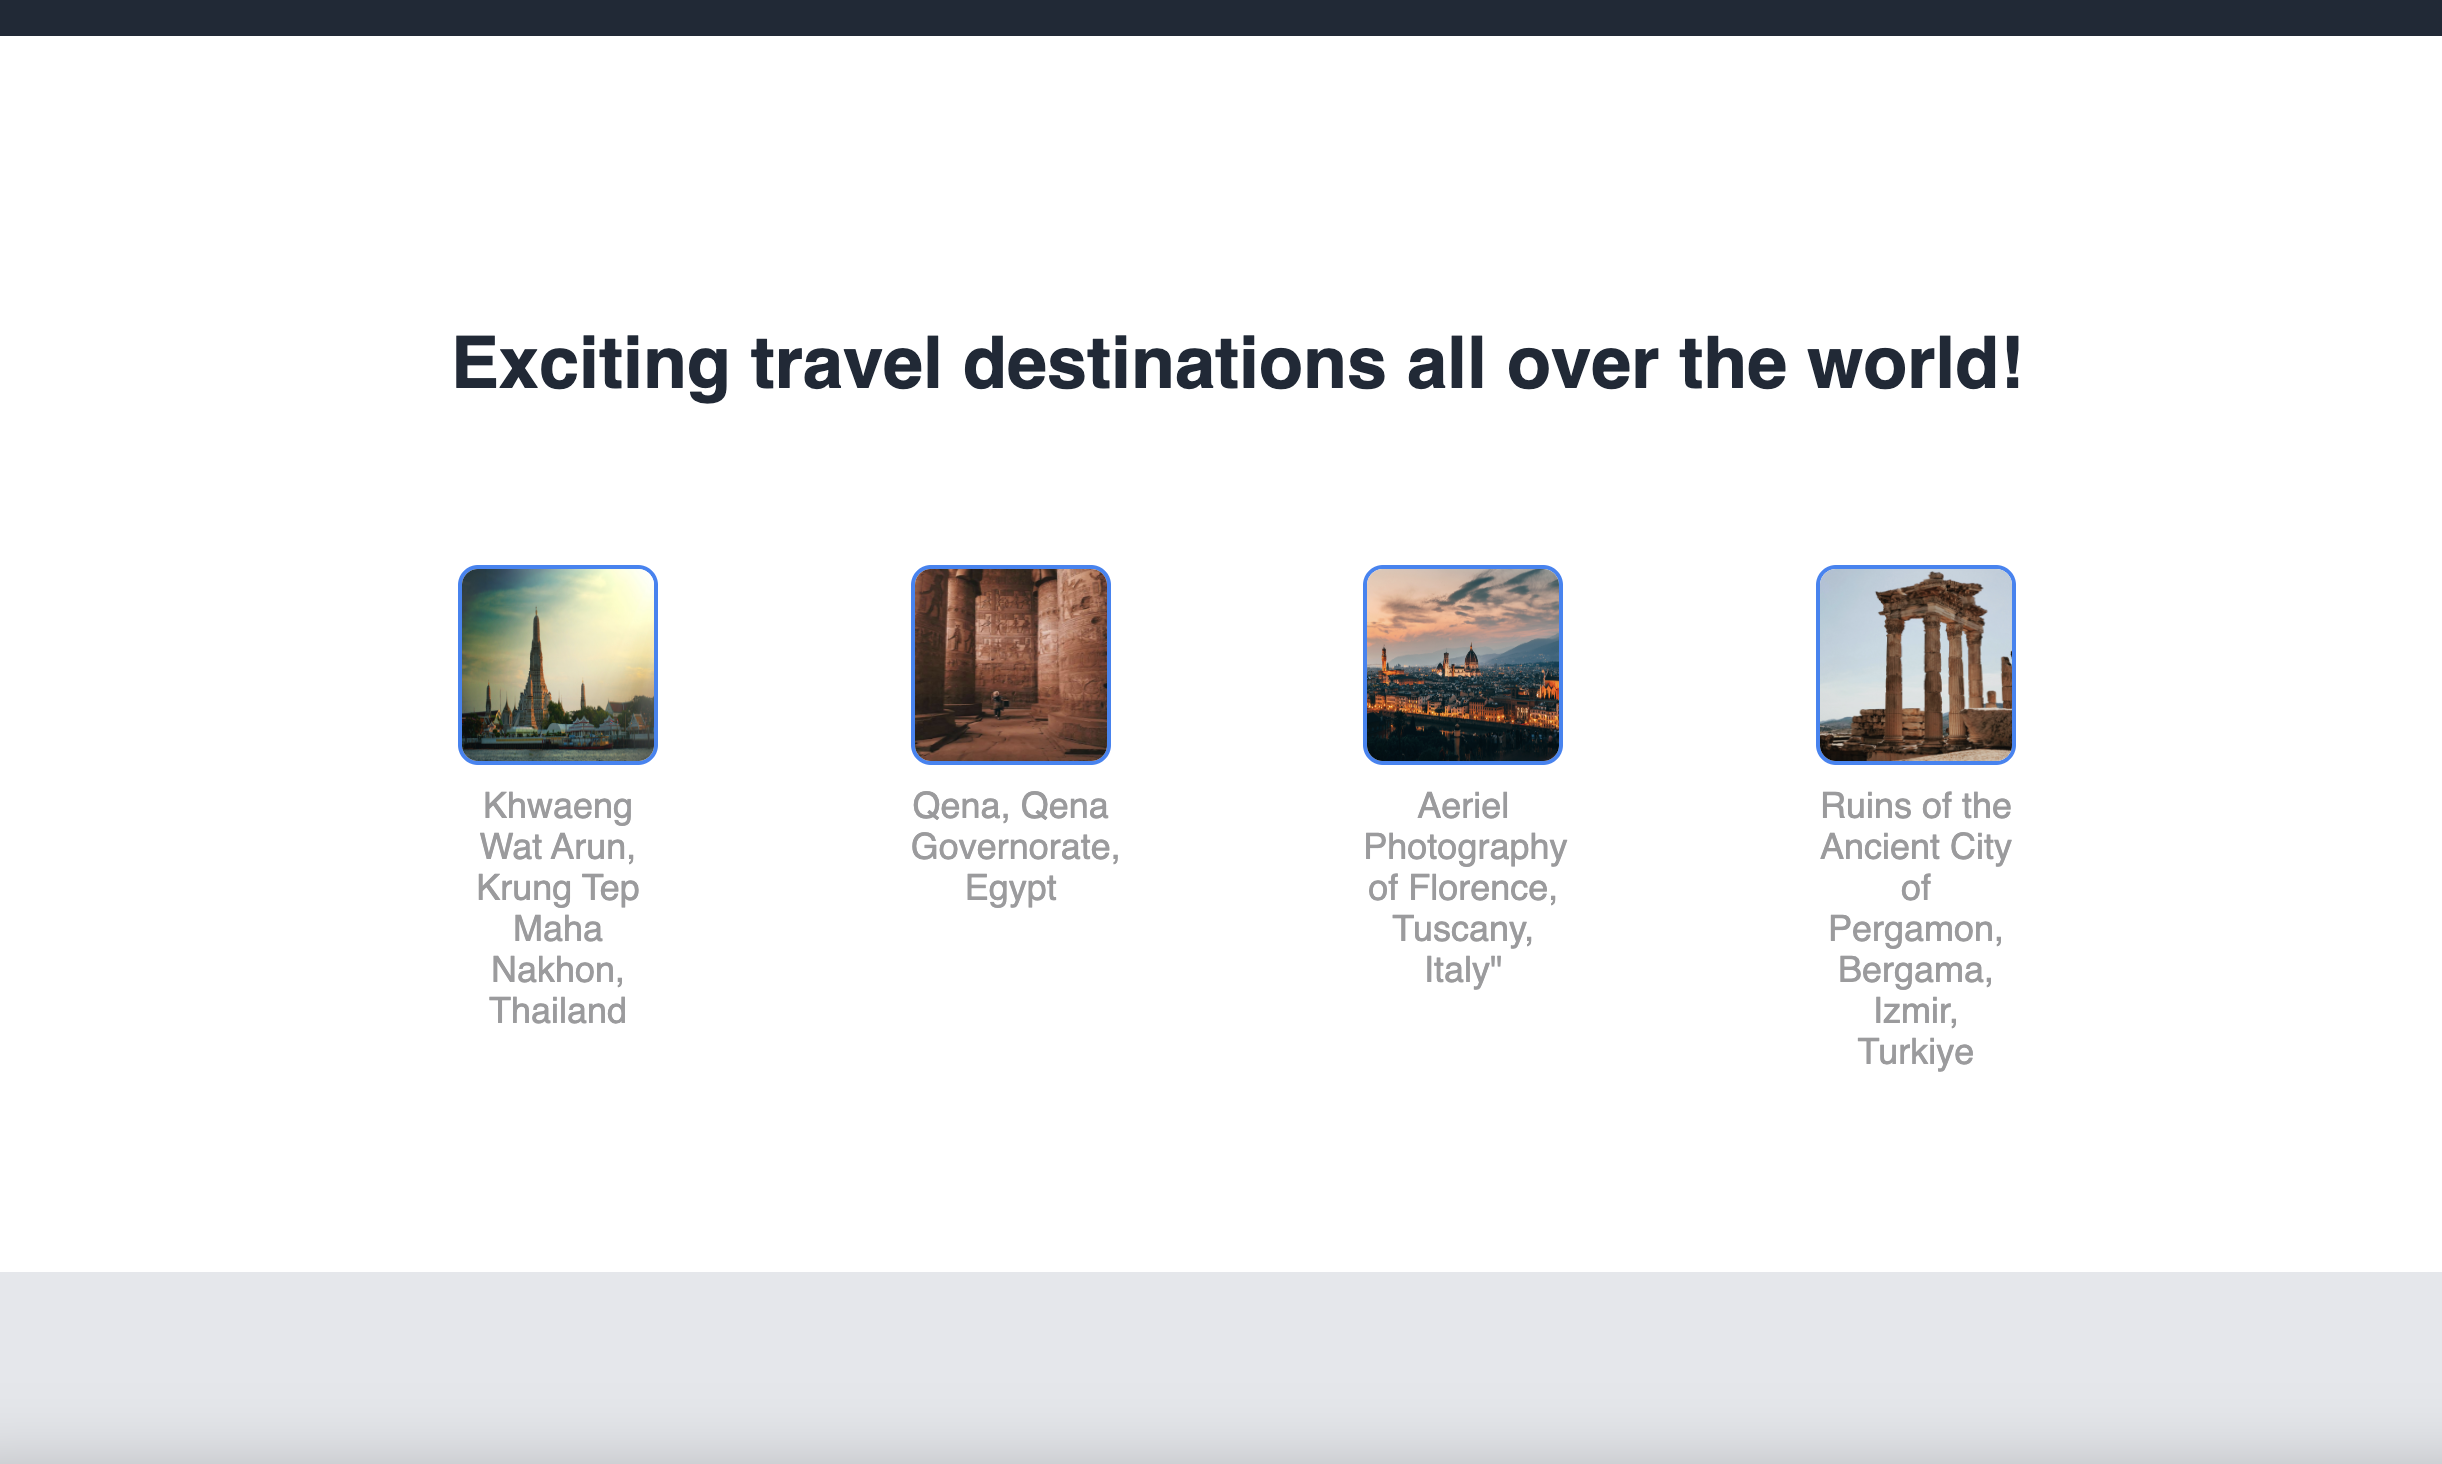 Exciting travel destinations all over the world!
Khwaeng
Wat Arun,
Krung Tep
Maha
Nakhon,
Thailand
Qena, Qena
Governorate,
Egypt
Aeriel
Photography
of Florence,
Tuscany,
Italy"
Ruins of the
Ancient City
of
Pergamon,
Bergama,
Izmir,
Turkiye